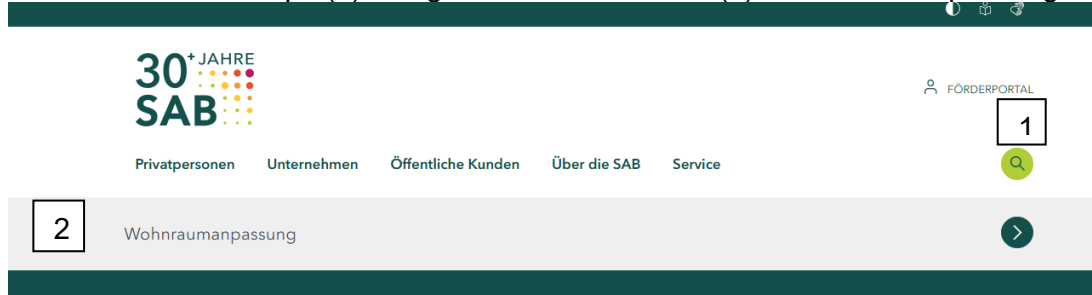 30+ JAHRE
SAB
FÖRDERPORTAL
1
Privatpersonen Unternehmen Öffentliche Kunden Über die SAB Service
2 Wohnraumanpassung